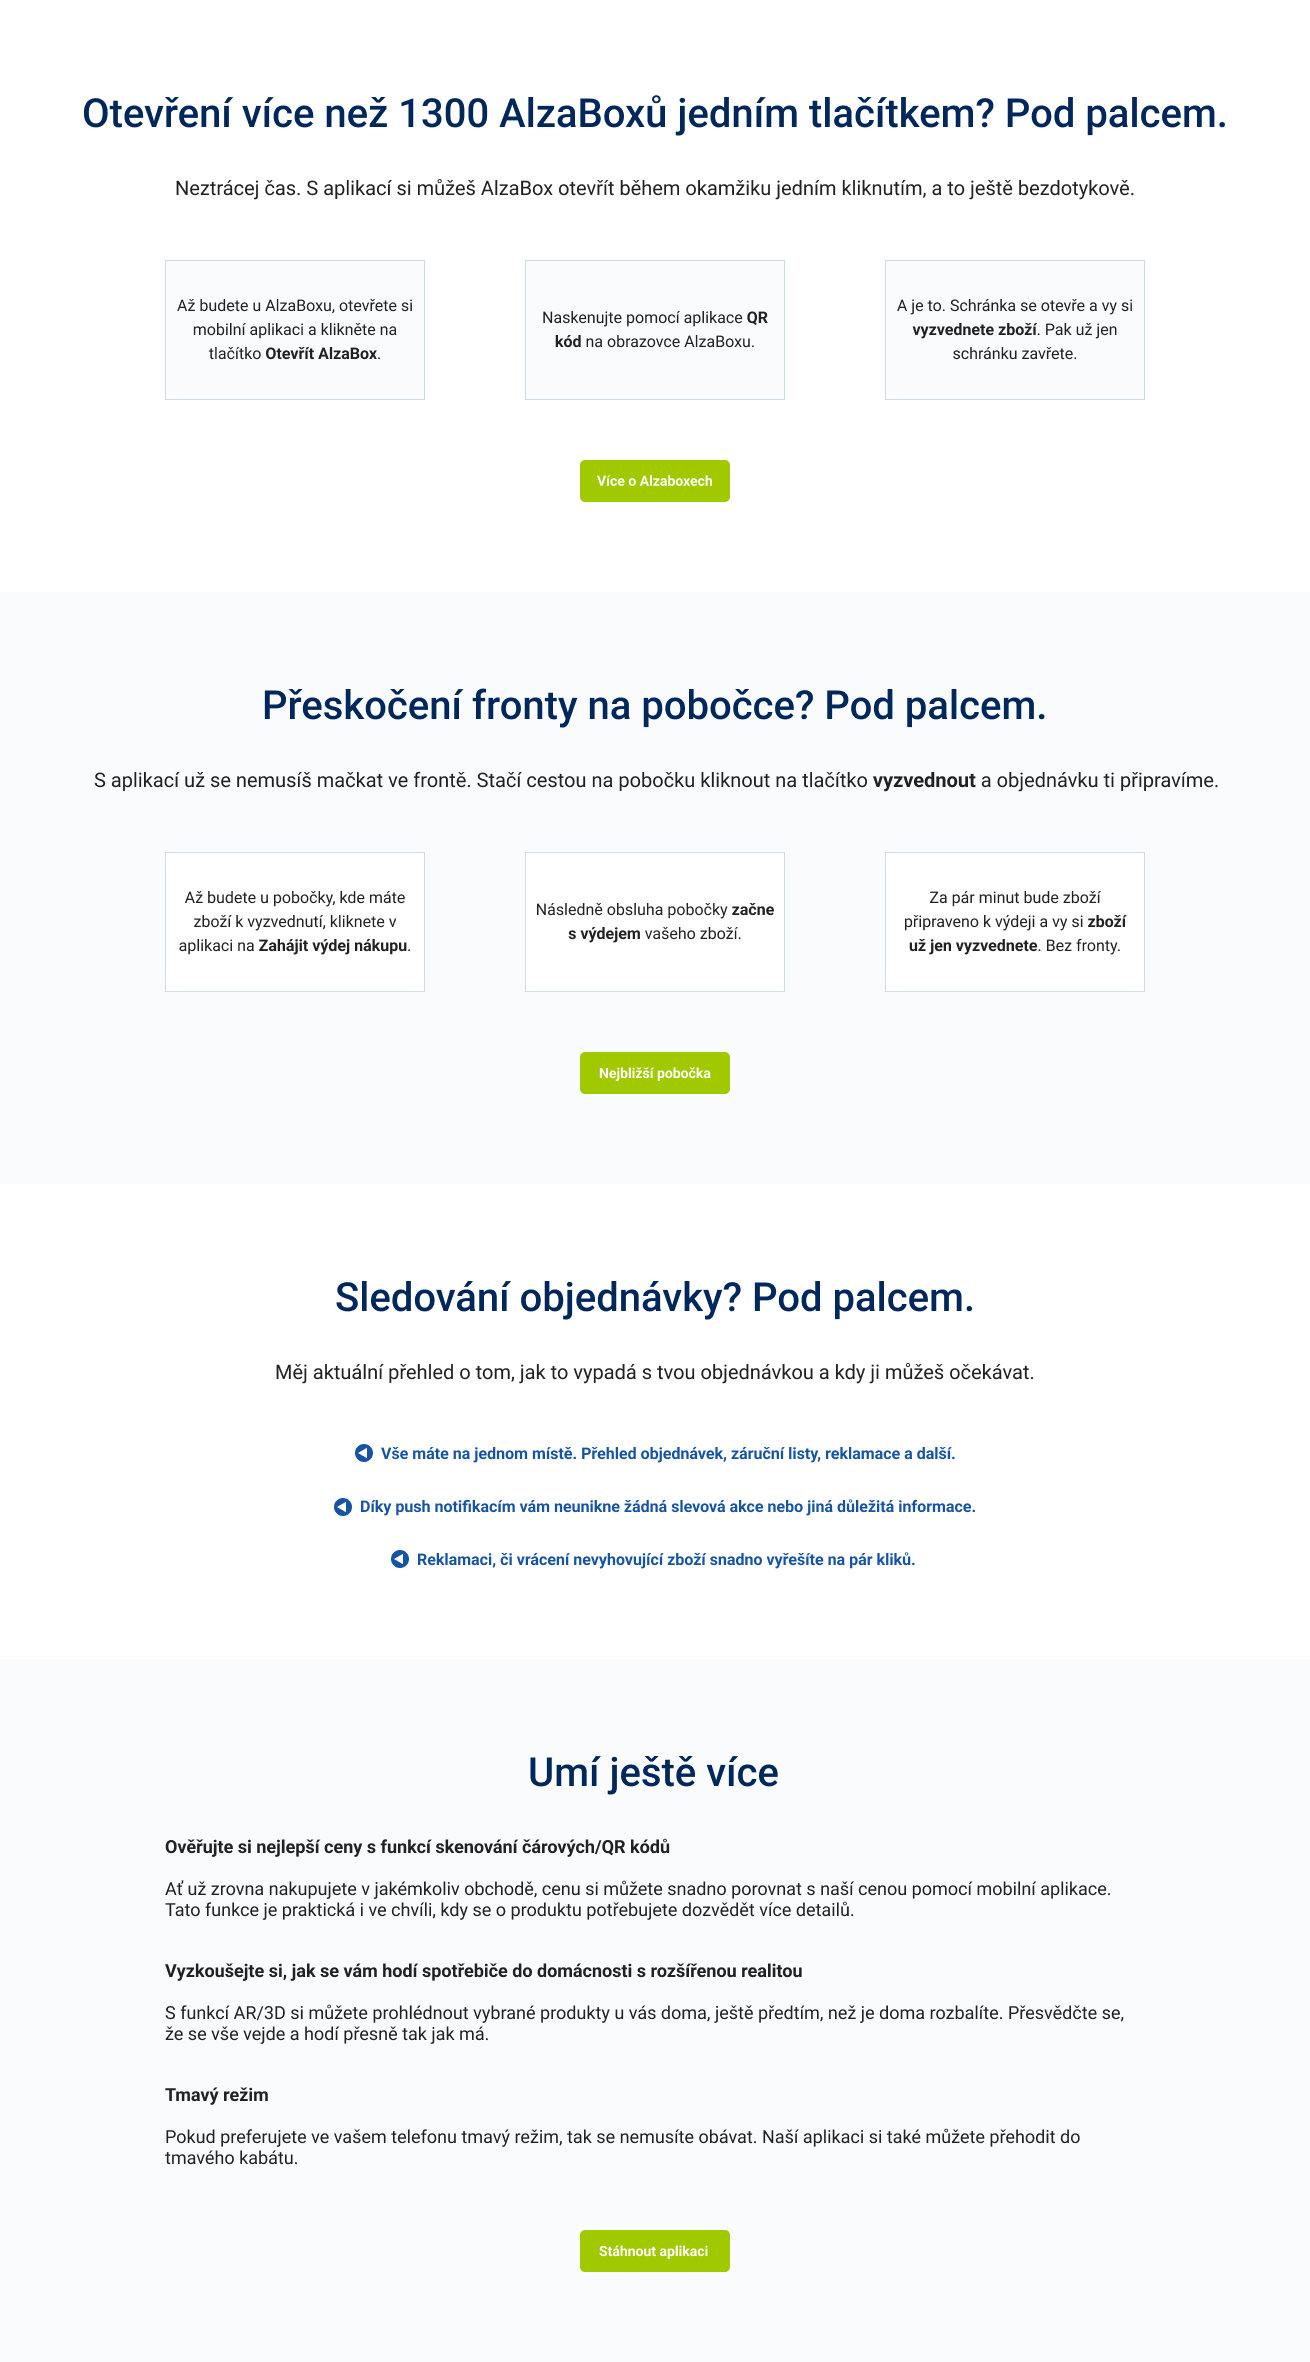 Otevření více než 1300 AlzaBoxů jedním tlačítkem? Pod palcem.
Neztrácej čas. S aplikací si můžeš AlzaBox otevřít během okamžiku jedním kliknutím, a to ještě bezdotykově.
Až budete u AlzaBoxu, otevřete si
mobilní aplikaci a klikněte na
tlačítko Otevřít AlzaBox.
Naskenujte pomocí aplikace QR
kód na obrazovce AlzaBoxu.
A je to. Schránka se otevře a vy si
vyzvednete zboží. Pak už jen
schránku zavřete.
Více o Alzaboxech
Přeskočení fronty na pobočce? Pod palcem.
S aplikací už se nemusíš mačkat ve frontě. Stačí cestou na pobočku kliknout na tlačítko vyzvednout a objednávku ti připravíme.
Až budete u pobočky, kde máte
zboží k vyzvednutí, kliknete v
aplikaci na Zahájit výdej nákupu.
Následně obsluha pobočky začne
s výdejem vašeho zboží.
Za pár minut bude zboží
připraveno k výdeji a vy si zboží
už jen vyzvednete. Bez fronty.
Nejbližší pobočka
Sledování objednávky? Pod palcem.
Měj aktuální přehled o tom, jak to vypadá s tvou objednávkou a kdy ji můžeš očekávat.
Vše máte na jednom místě. Přehled objednávek, záruční listy, reklamace a další.
Díky push notifikacím vám neunikne žádná slevová akce nebo jiná důležitá informace.
Reklamaci, či vrácení nevyhovující zboží snadno vyřešíte na pár kliků.
Umí ještě více
Ověřujte si nejlepší ceny s funkcí skenování čárových/QR kódů
Ať už zrovna nakupujete v jakémkoliv obchodě, cenu si můžete snadno porovnat s naší cenou pomocí mobilní aplikace.
Tato funkce je praktická i ve chvíli, kdy se o produktu potřebujete dozvědět více detailů.
Vyzkoušejte si, jak se vám hodí spotřebiče do domácnosti s rozšířenou realitou
S funkcí AR/3D si můžete prohlédnout vybrané produkty u vás doma, ještě předtím, než je doma rozbalíte. Přesvědčte se,
že se vše vejde a hodí přesně tak jak má.
Tmavý režim
Pokud preferujete ve vašem telefonu tmavý režim, tak se nemusíte obávat. Naší aplikaci si také můžete přehodit do
tmavého kabátu.
Stáhnout aplikaci